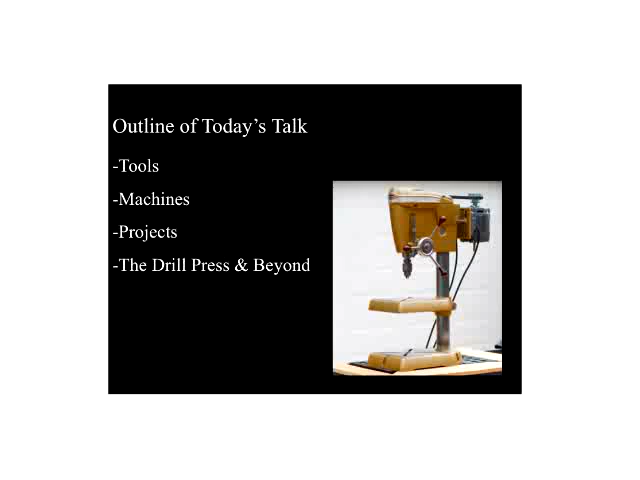 Outline of Today’s Talk
-Tools
-Machines
-Projects
-The Drill Press & Beyond